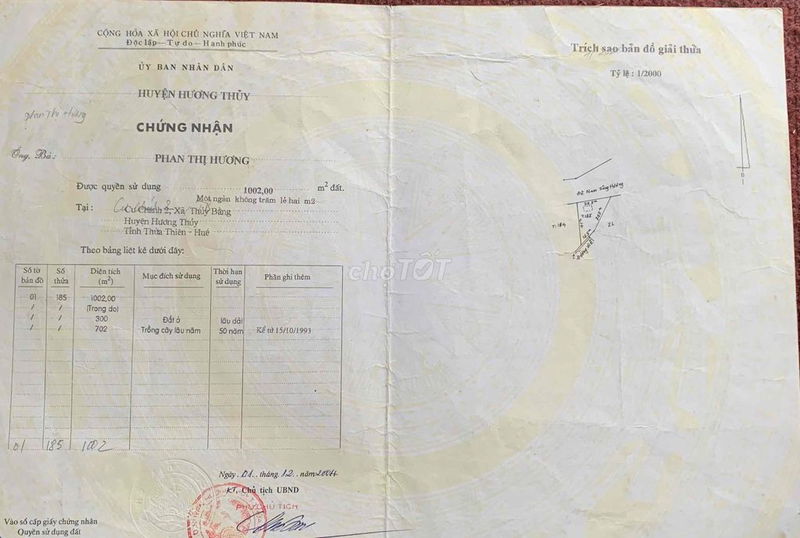 CỘNG HÒA XÃ HỘI CHỦ NGHĨA VIỆT NAM
Độc lập - Tự do - Hạnh phúc
ỦY BAN NHÂN DÂN
HUYỆN HƯƠNG THỦY
CHỨNG NHẬN
Ông, Bà: PHAN THỊ HƯƠNG
Được quyền sử dụng 1002,00 m² đất.
Một ngàn không trăm lẻ hai m2
Tại : 2, Xã Thủy Bằng
Huyện Hương Thủy
Tỉnh Thừa Thiên - Huế
Theo bảng liệt kê dưới đây:
Số tờ bản đồ Số thửa Diện tích (m²) Mục đích sử dụng Thời hạn sử dụng Phần ghi thêm
01 185 1002,00
/ / (Trong đó)
/ / 300 Đất ở lâu dài
/ / 702 Trồng cây lâu năm 50 năm Kể từ 15/10/1993
01 185 1002
Ngày 01 tháng 12 năm 2004
KT. Chủ tịch UBND
PHÓ CHỦ TỊCH
Vào sổ cấp giấy chứng nhận
Quyền sử dụng đất
Trích sao bản đồ giải thửa
Tỷ lệ : 1/2000
T.184
T.185
chợTỐT